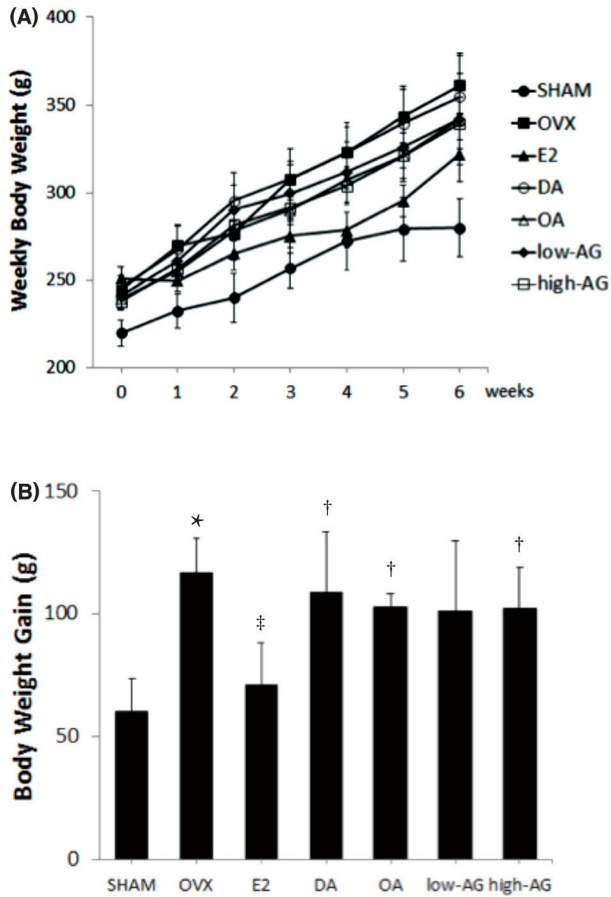 (A)
Weekly Body Weight (g)
400
350
300
250
200
0 1 2 3 4 5 6 weeks
SHAM
OVX
E2
DA
OA
low-AG
high-AG
(B)
Body Weight Gain (g)
150
100
50
0
* ‡ † † †
SHAM OVX E2 DA OA low-AG high-AG